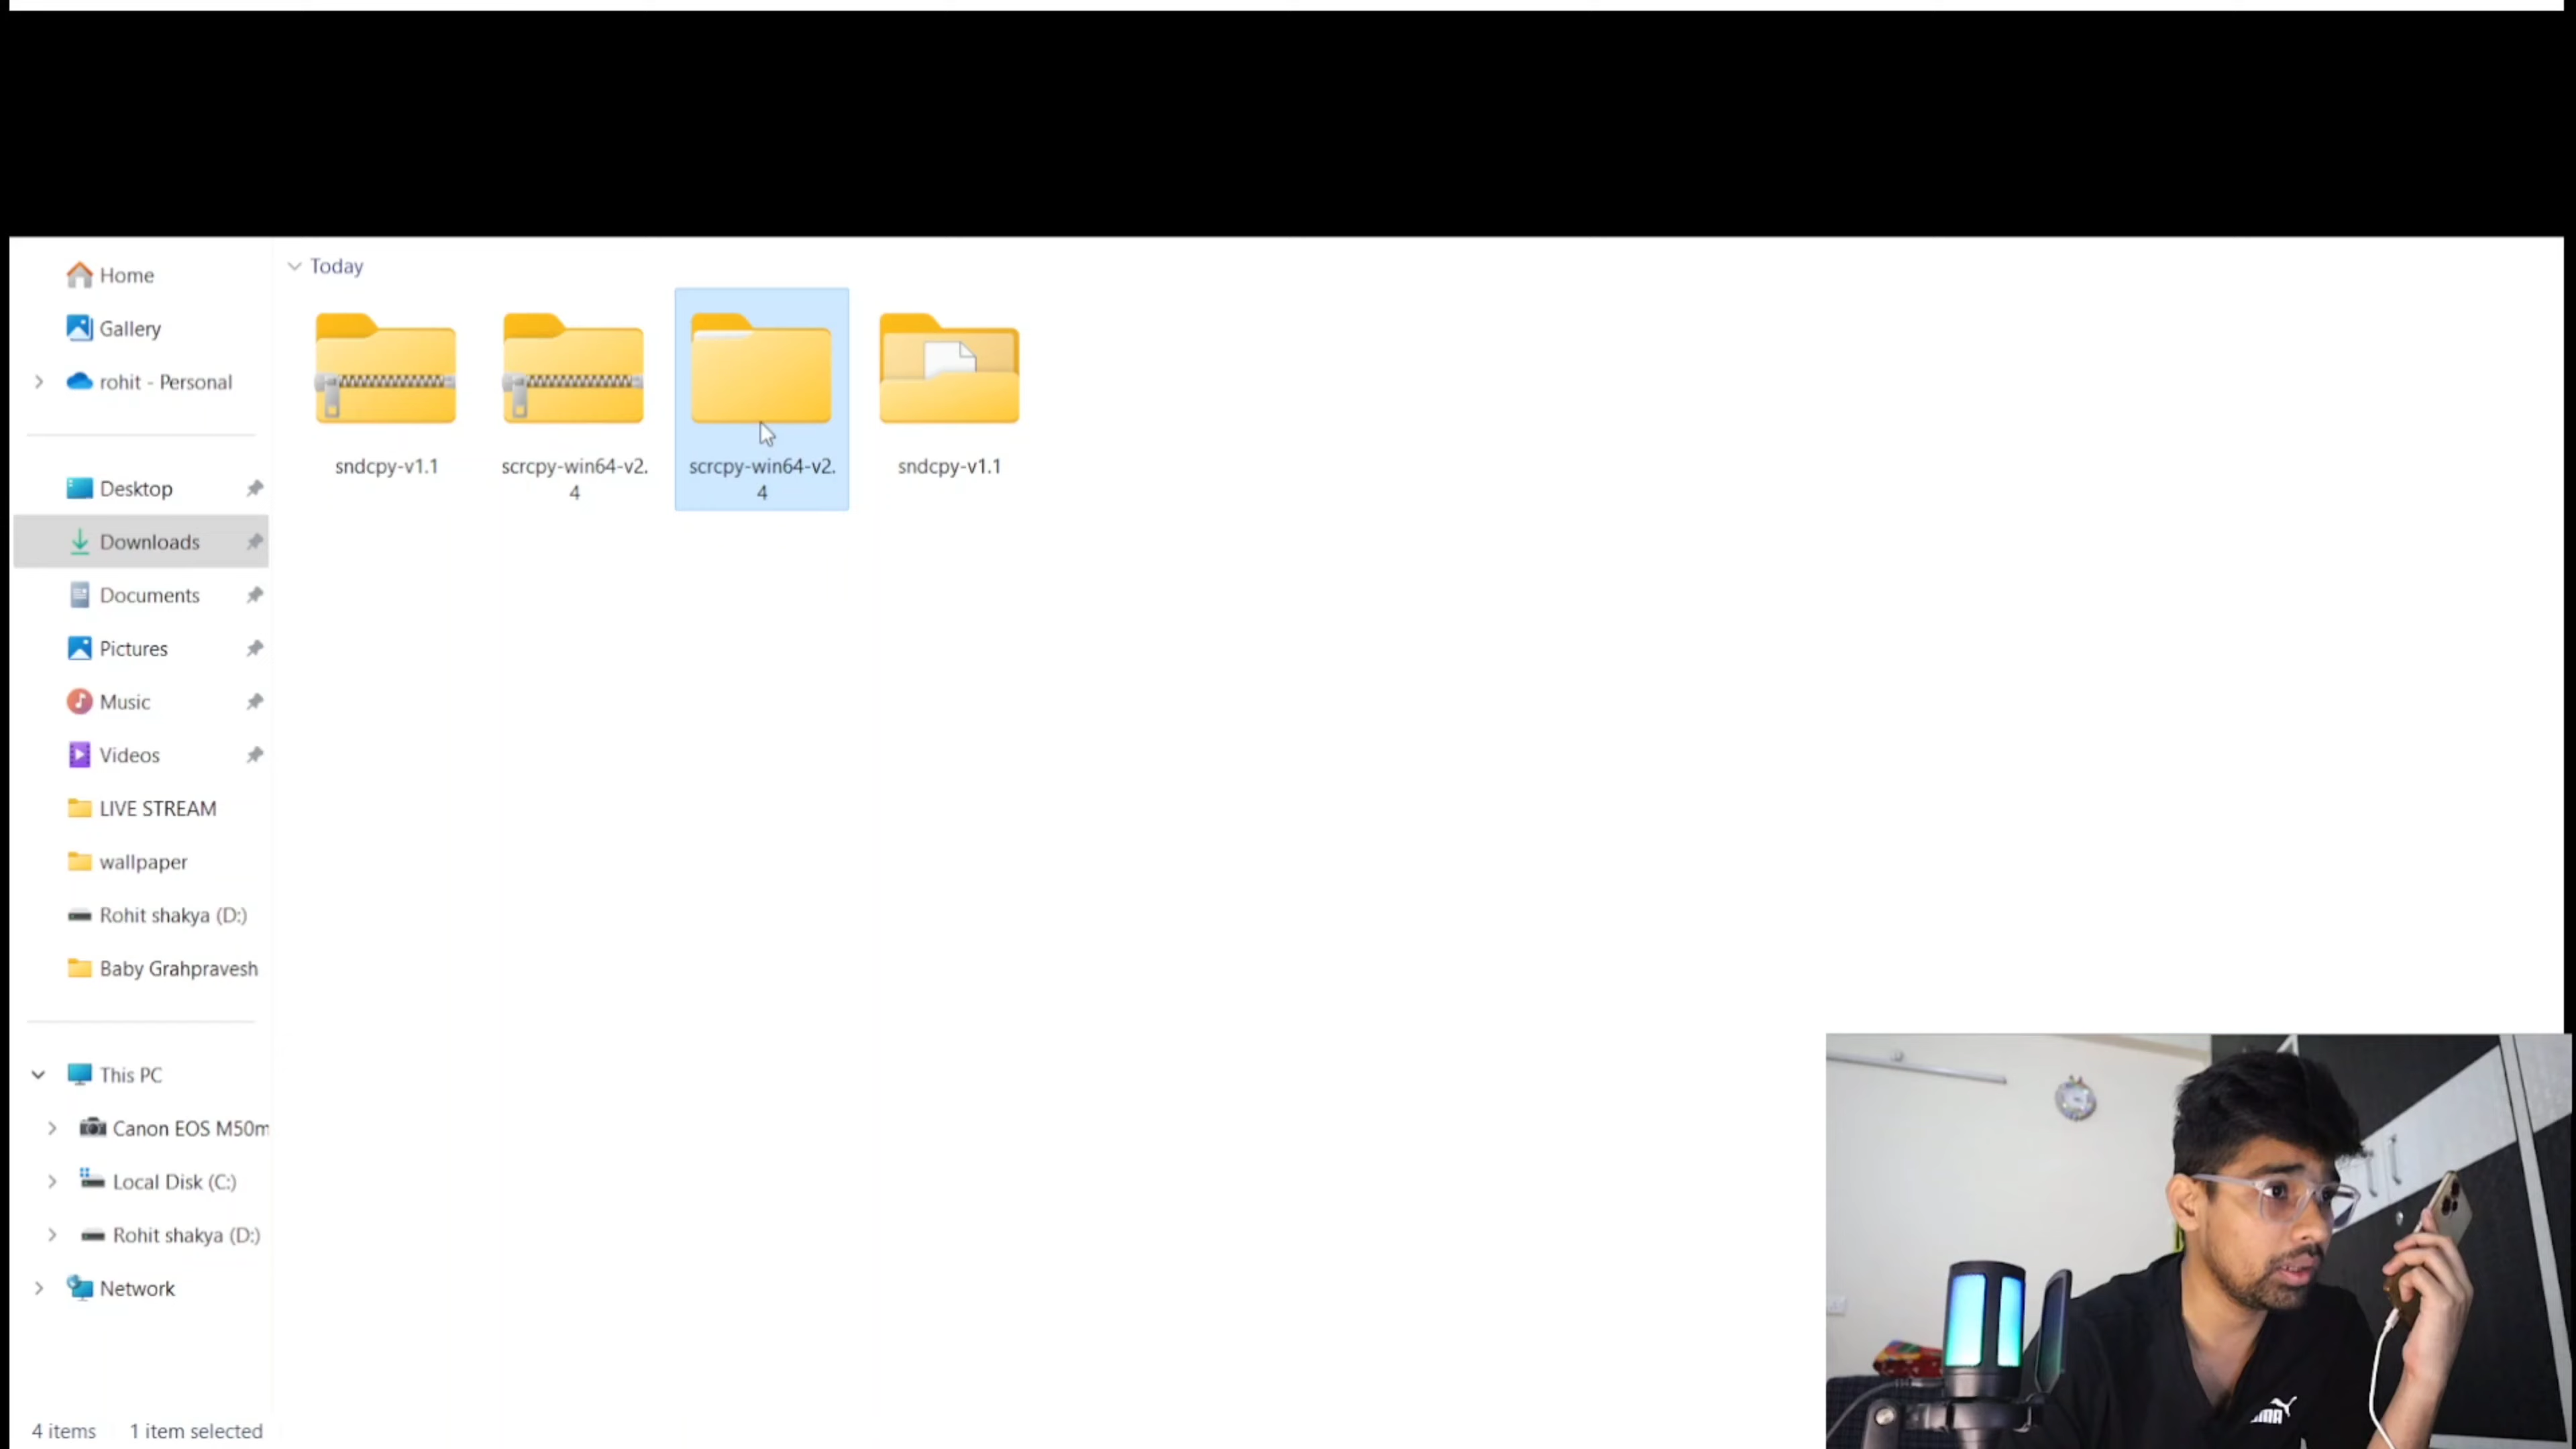 Home
Gallery
rohit - Personal
Desktop
Downloads
Documents
Pictures
Music
Videos
LIVE STREAM
wallpaper
Rohit shakya (D:)
Baby Grahpravesh
This PC
Canon EOS M50m
Local Disk (C:)
Rohit shakya (D:)
Network
4 items 1 item selected
Today
sndcpy-v1.1
scrcpy-win64-v2.
4
scrcpy-win64-v2.
4
sndcpy-v1.1